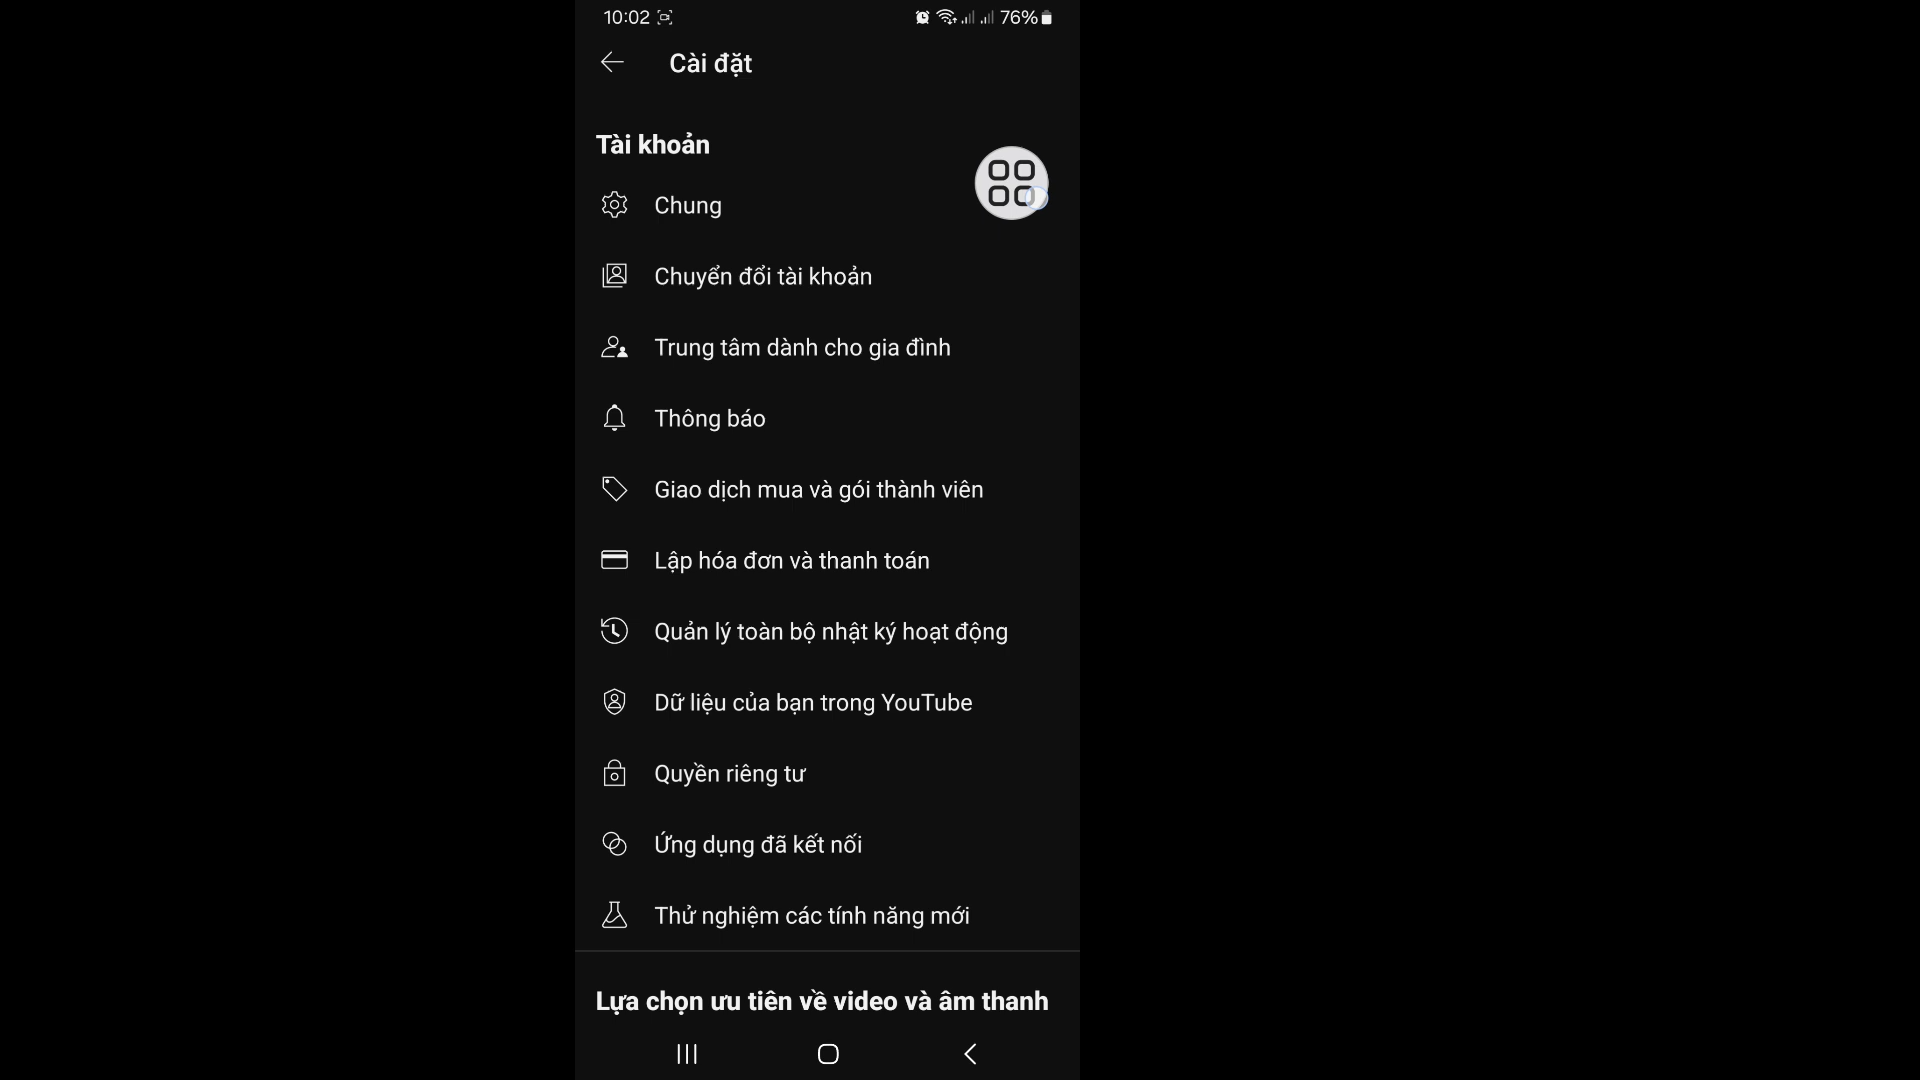 10:02 76%
Cài đặt
Tài khoản
Chung
Chuyển đổi tài khoản
Trung tâm dành cho gia đình
Thông báo
Giao dịch mua và gói thành viên
Lập hóa đơn và thanh toán
Quản lý toàn bộ nhật ký hoạt động
Dữ liệu của bạn trong YouTube
Quyền riêng tư
Ứng dụng đã kết nối
Thử nghiệm các tính năng mới
Lựa chọn ưu tiên về video và âm thanh